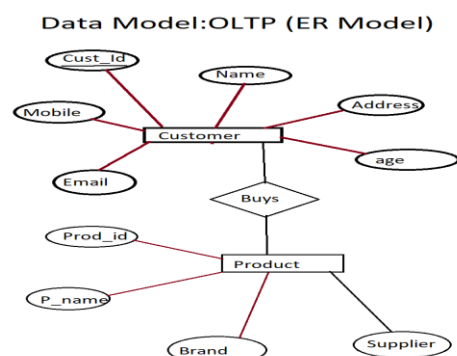 Data Model:OLTP (ER Model)
Cust_Id
Name
Mobile
Address
Customer
age
Email
Buys
Prod_id
Product
P_name
Brand
Supplier